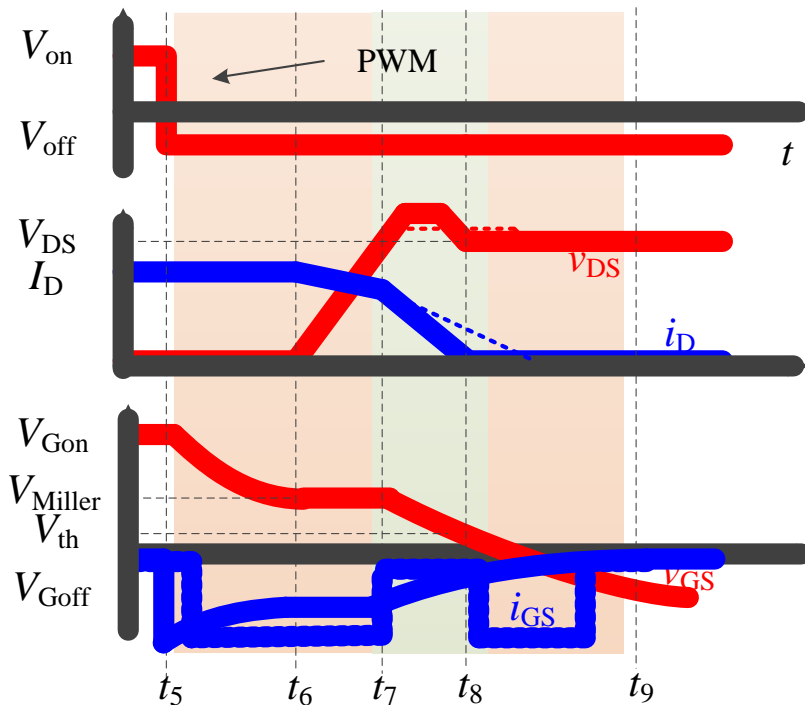 V_on
PWM
V_off
t
V_DS
I_D
v_DS
i_D
V_Gon
V_Miller
V_th
V_Goff
v_GS
i_GS
t_5 t_6 t_7 t_8 t_9